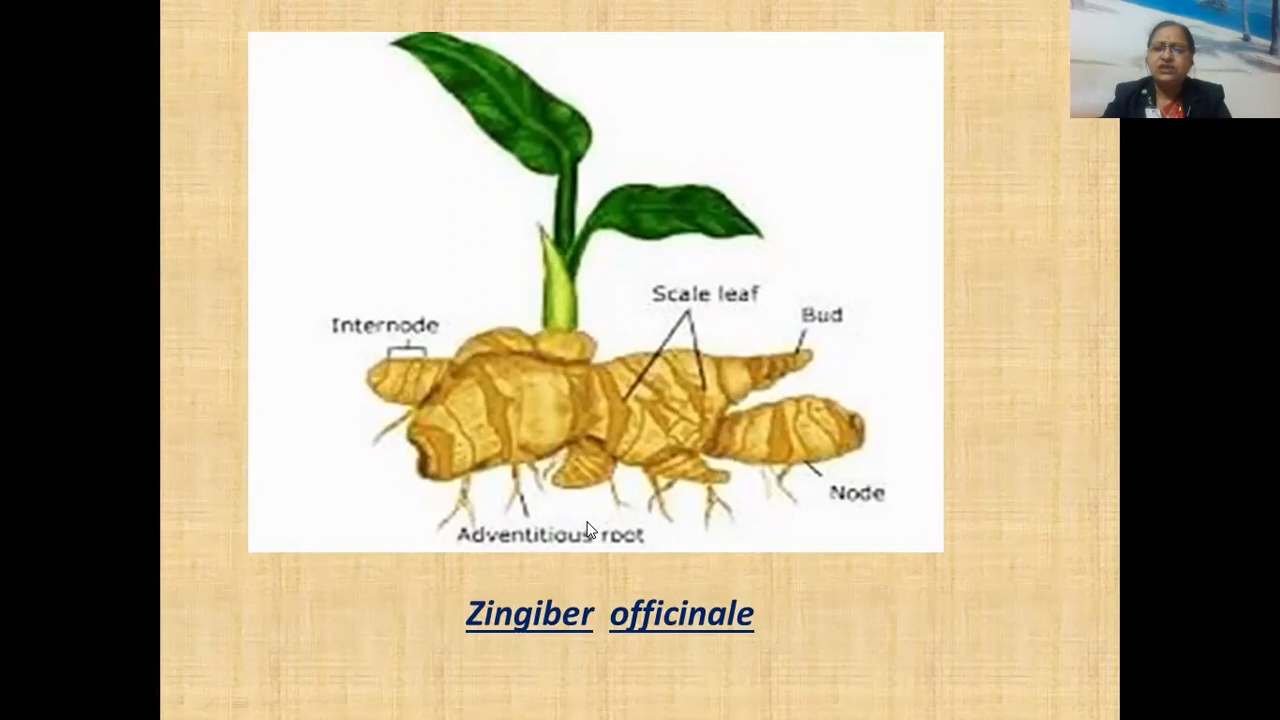 Scale leaf
Bud
Internode
Node
Adventitious root
Zingiber officinale